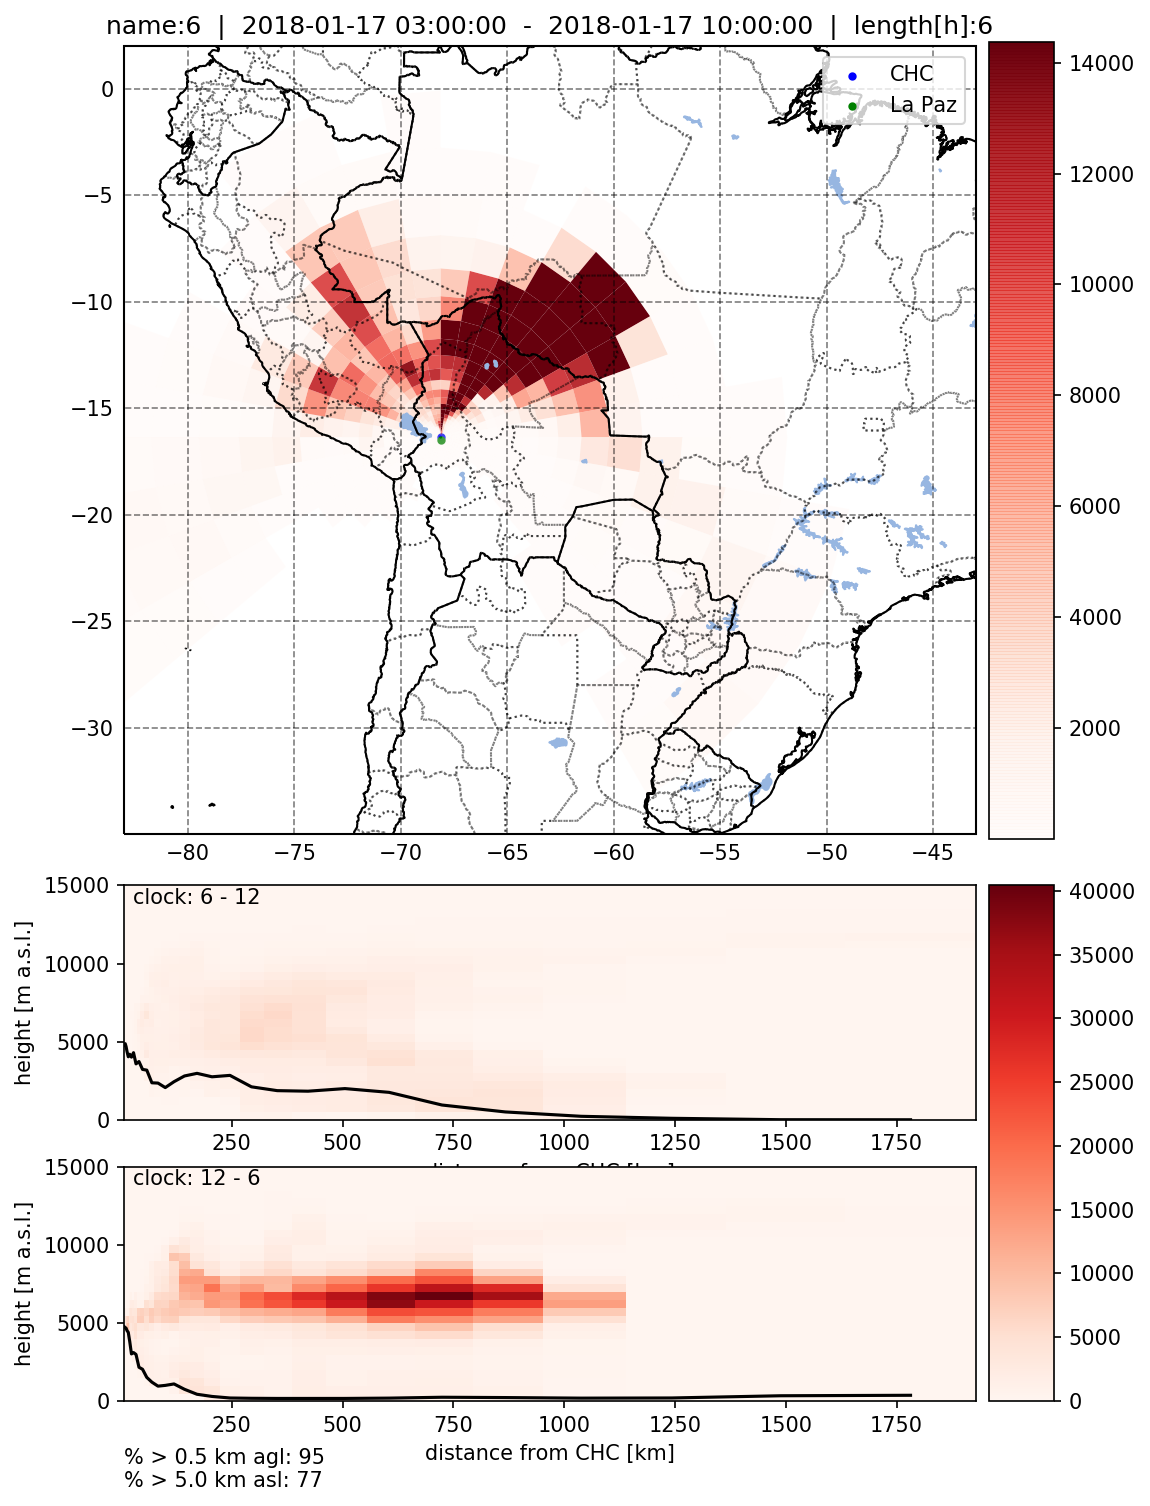 name:6 | 2018-01-17 03:00:00 - 2018-01-17 10:00:00 | length[h]:6
CHC
La Paz
0
−5
−10
−15
−20
−25
−30
−80 −75 −70 −65 −60 −55 −50 −45
14000
12000
10000
8000
6000
4000
2000
clock: 6 - 12
height [m a.s.l.]
15000
10000
5000
0
250 500 750 1000 1250 1500 1750
distance from CHC [km]
clock: 12 - 6
height [m a.s.l.]
15000
10000
5000
0
250 500 750 1000 1250 1500 1750
distance from CHC [km]
40000
35000
30000
25000
20000
15000
10000
5000
0
% > 0.5 km agl: 95
% > 5.0 km asl: 77